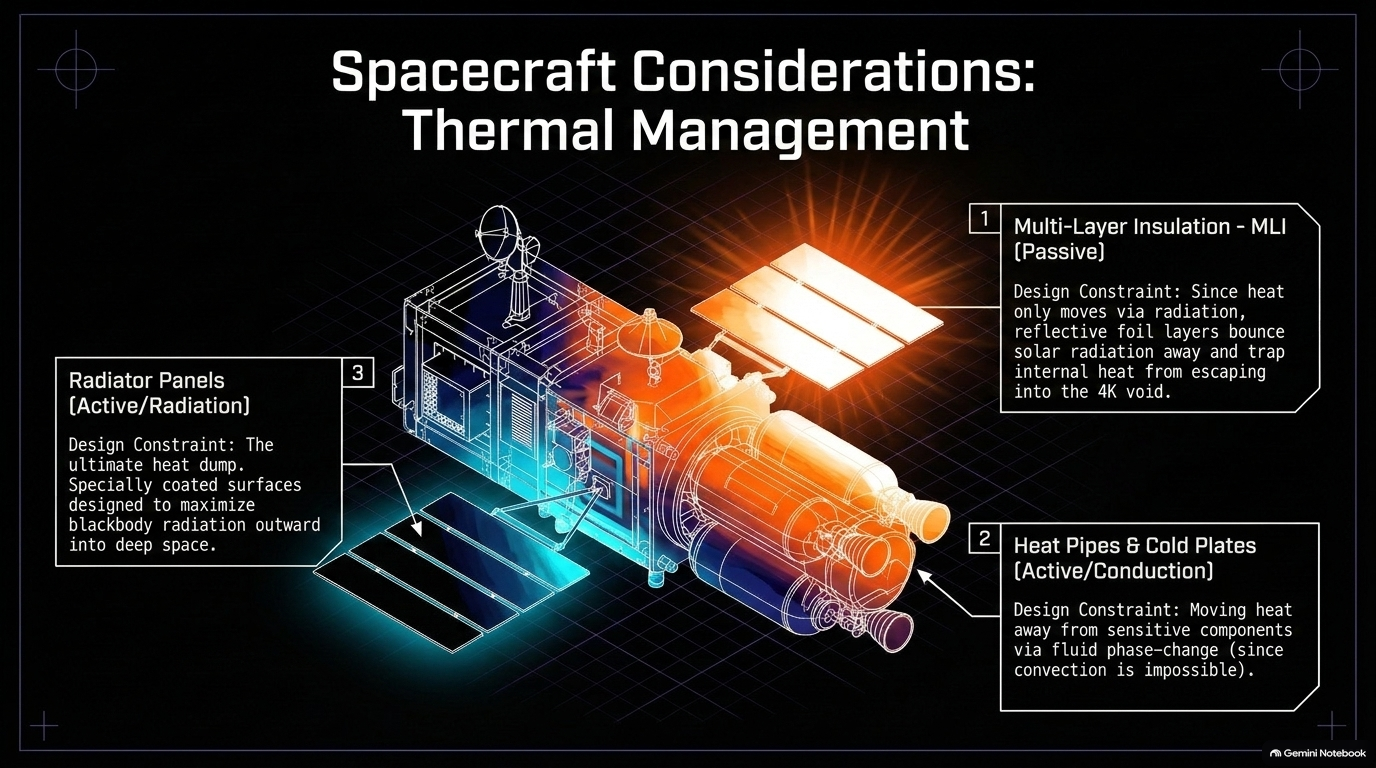 Spacecraft Considerations:
Thermal Management
1
Multi-Layer Insulation - MLI
(Passive)
Design Constraint: Since heat
only moves via radiation,
reflective foil layers bounce
solar radiation away and trap
internal heat from escaping
into the 4K void.
2
Heat Pipes & Cold Plates
(Active/Conduction)
Design Constraint: Moving heat
away from sensitive components
via fluid phase-change (since
convection is impossible).
3
Radiator Panels
(Active/Radiation)
Design Constraint: The
ultimate heat dump.
Specially coated surfaces
designed to maximize
blackbody radiation outward
into deep space.
Gemini Notebook